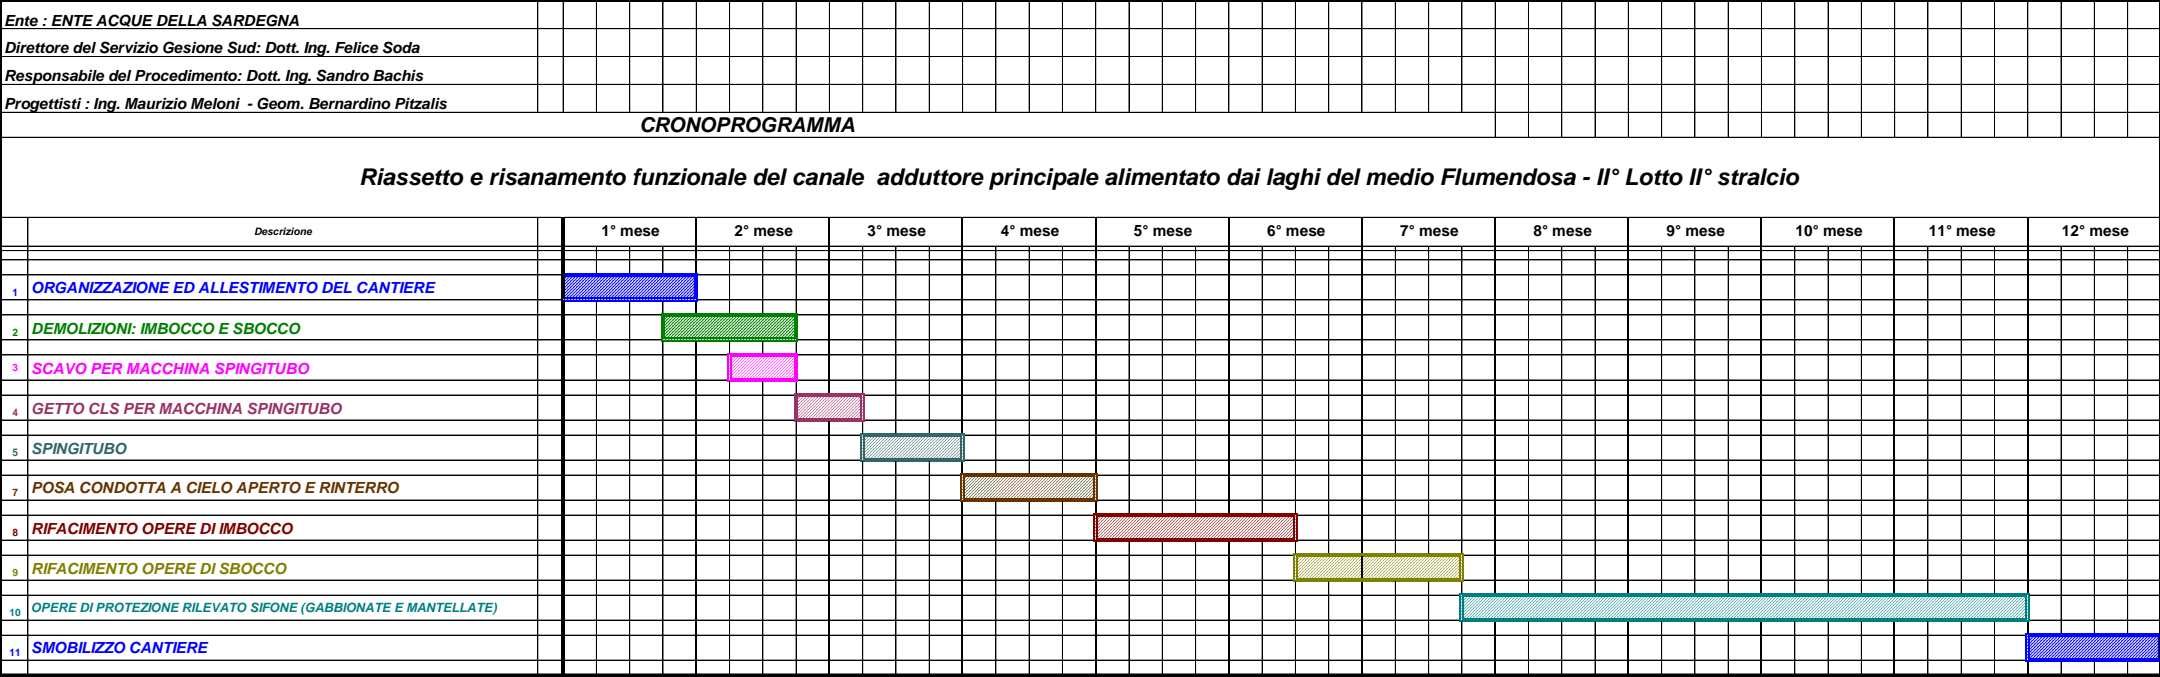 Ente : ENTE ACQUE DELLA SARDEGNA
Direttore del Servizio Gesione Sud: Dott. Ing. Felice Soda
Responsabile del Procedimento: Dott. Ing. Sandro Bachis
Progettisti : Ing. Maurizio Meloni - Geom. Bernardino Pitzalis
CRONOPROGRAMMA
Riassetto e risanamento funzionale del canale adduttore principale alimentato dai laghi del medio Flumendosa - II° Lotto II° stralcio
Descrizione 1° mese 2° mese 3° mese 4° mese 5° mese 6° mese 7° mese 8° mese 9° mese 10° mese 11° mese 12° mese
1 ORGANIZZAZIONE ED ALLESTIMENTO DEL CANTIERE
2 DEMOLIZIONI: IMBOCCO E SBOCCO
3 SCAVO PER MACCHINA SPINGITUBO
4 GETTO CLS PER MACCHINA SPINGITUBO
5 SPINGITUBO
7 POSA CONDOTTA A CIELO APERTO E RINTERRO
8 RIFACIMENTO OPERE DI IMBOCCO
9 RIFACIMENTO OPERE DI SBOCCO
10 OPERE DI PROTEZIONE RILEVATO SIFONE (GABBIONATE E MANTELLATE)
11 SMOBILIZZO CANTIERE